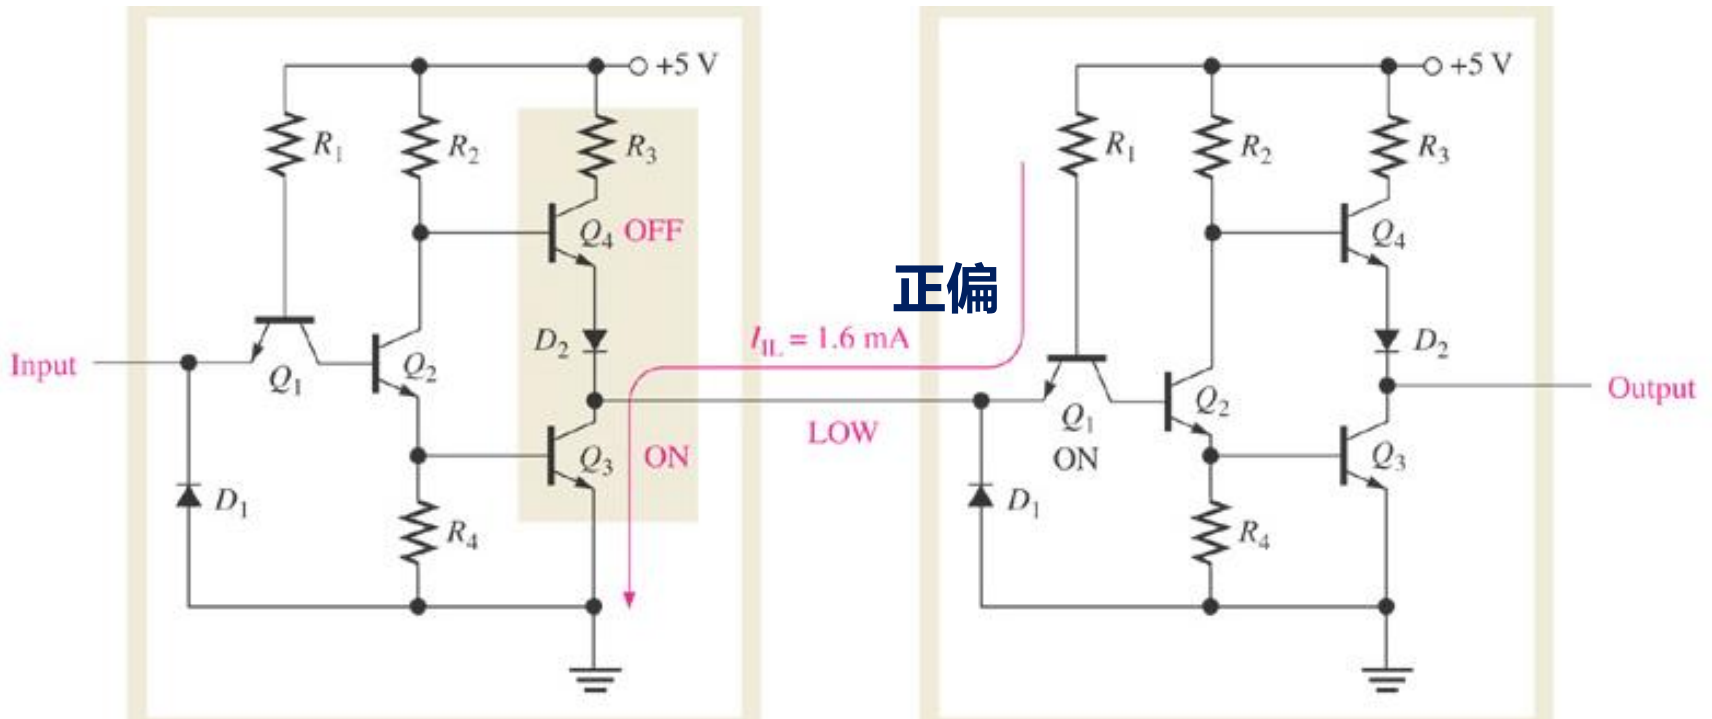 +5 V
R1
R2
R3
Q4 OFF
D2
Input
Q1
Q2
Q3
ON
D1
R4
正偏
IIL = 1.6 mA
LOW
+5 V
R1
R2
R3
Q4
D2
Output
Q1
ON
Q2
Q3
D1
R4